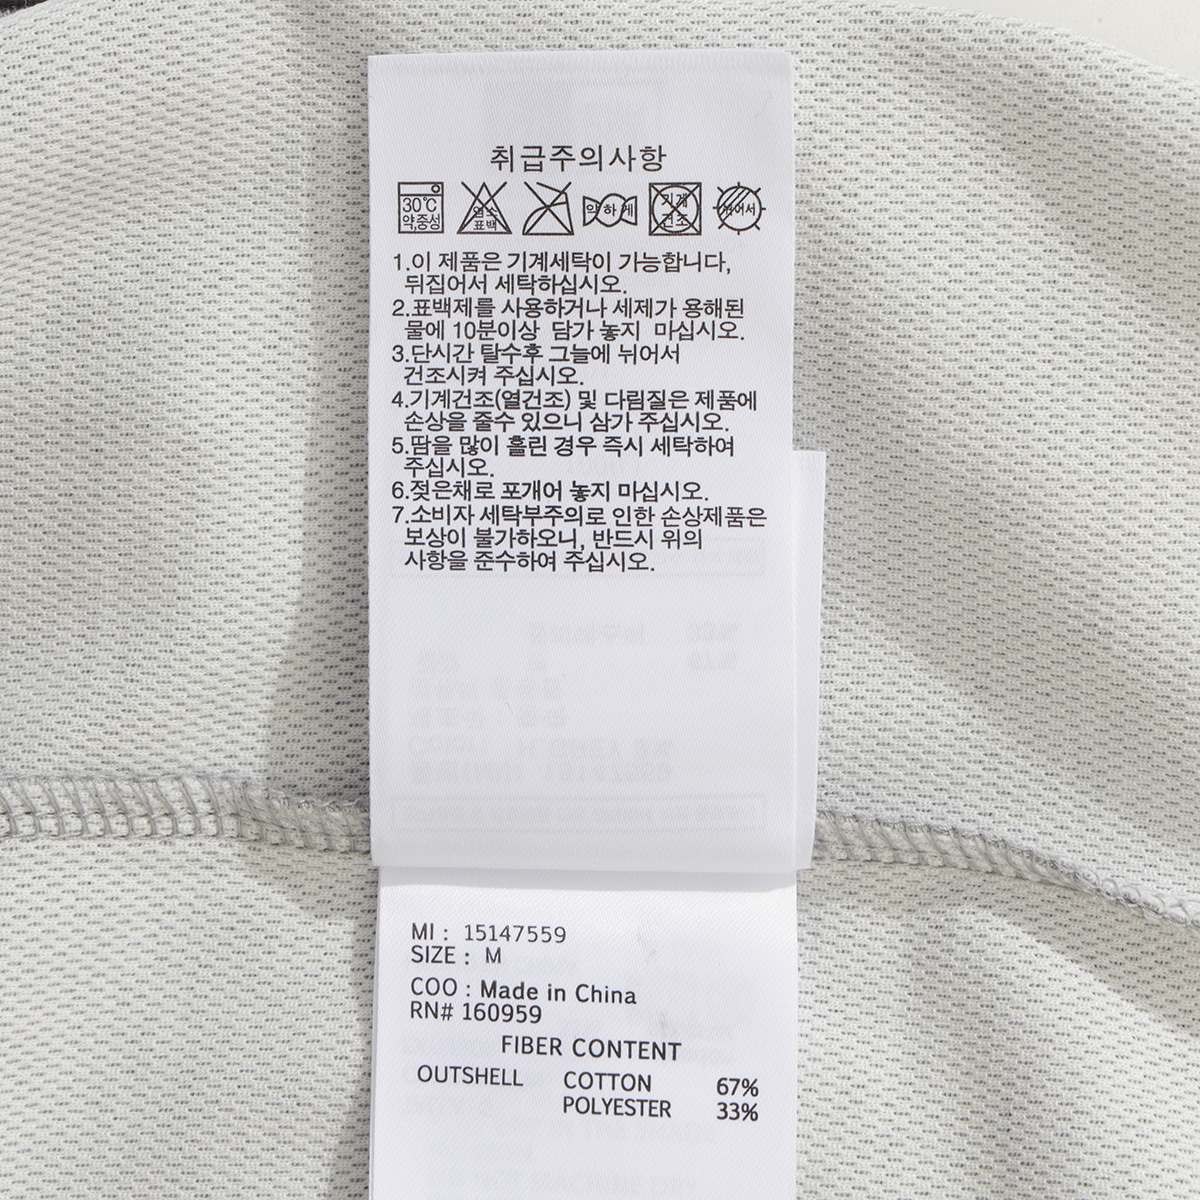 취급주의사항
30℃
약,중성
염소
표백
약하게
기계
건조
뉘어서
1.이 제품은 기계세탁이 가능합니다,
뒤집어서 세탁하십시오.
2.표백제를 사용하거나 세제가 용해된
물에 10분이상 담가 놓지 마십시오.
3.단시간 탈수후 그늘에 뉘어서
건조시켜 주십시오.
4.기계건조(열건조) 및 다림질은 제품에
손상을 줄수 있으니 삼가 주십시오.
5.땀을 많이 흘린 경우 즉시 세탁하여
주십시오.
6.젖은채로 포개어 놓지 마십시오.
7.소비자 세탁부주의로 인한 손상제품은
보상이 불가하오니, 반드시 위의
사항을 준수하여 주십시오.
MI : 15147559
SIZE : M
COO : Made in China
RN# 160959
FIBER CONTENT
OUTSHELL COTTON 67%
POLYESTER 33%